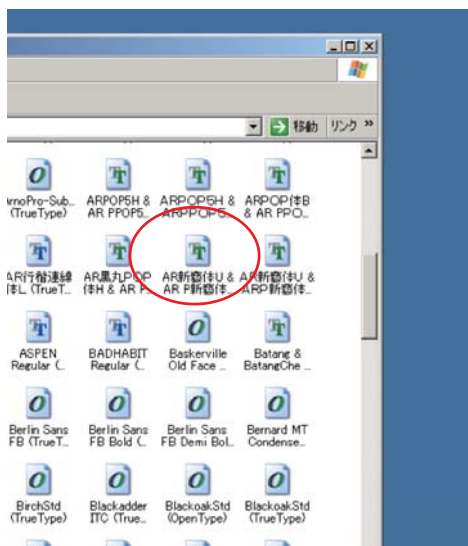 移動 リンク »
rnoPro-Sub... ARPOP5H & ARPOP5H & ARPOP体B
(TrueType) AR PPOP5... ARPPOP5... & AR PPO...
AR行楷連綿 AR黒丸POP AR新藝体U & AR新藝体U &
体L (TrueT... 体H & AR P... AR P新藝体... ARP新藝体...
ASPEN BADHABIT Baskerville Batang &
Regular (... Regular (... Old Face ... BatangChe ...
Berlin Sans Berlin Sans Berlin Sans Bernard MT
FB (TrueT... FB Bold (... FB Demi Bol... Condense...
BirchStd Blackadder BlackoakStd BlackoakStd
(TrueType) ITC (True... (OpenType) (TrueType)